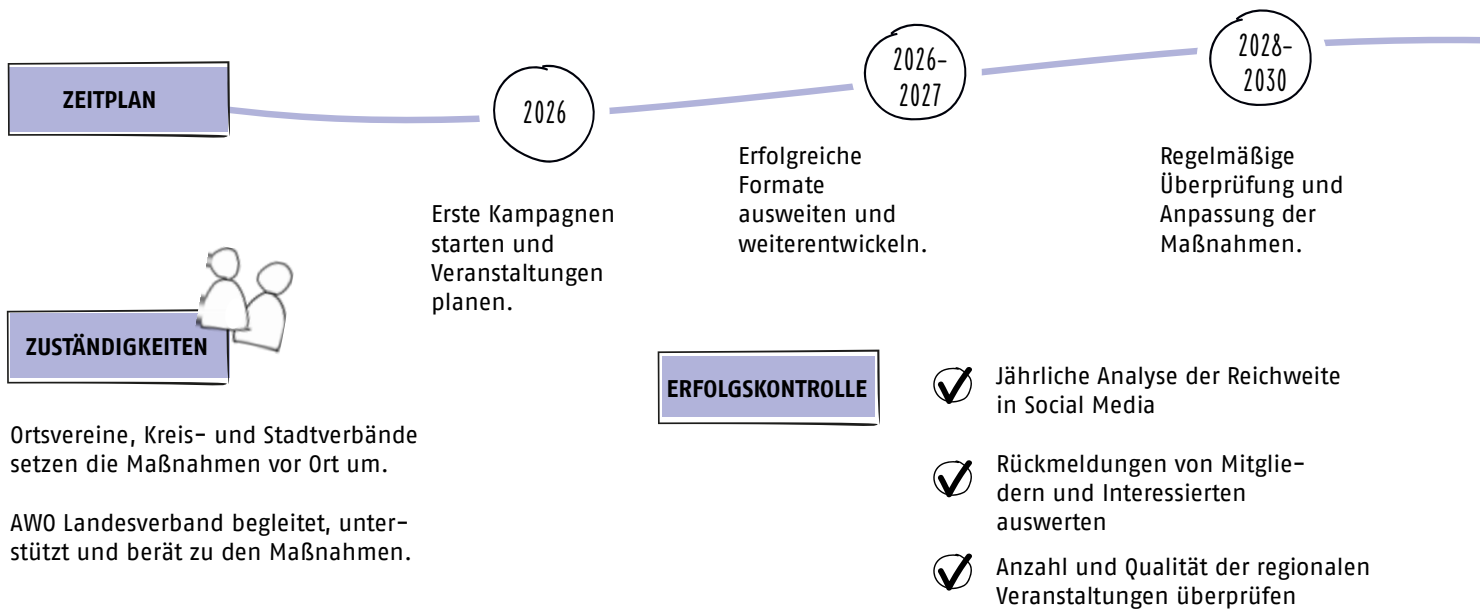 ZEITPLAN
2026
Erste Kampagnen
starten und
Veranstaltungen
planen.
2026–
2027
Erfolgreiche
Formate
ausweiten und
weiterentwickeln.
2028–
2030
Regelmäßige
Überprüfung und
Anpassung der
Maßnahmen.
ZUSTÄNDIGKEITEN
Ortsvereine, Kreis– und Stadtverbände
setzen die Maßnahmen vor Ort um.
AWO Landesverband begleitet, unter–
stützt und berät zu den Maßnahmen.
ERFOLGSKONTROLLE
Jährliche Analyse der Reichweite
in Social Media
Rückmeldungen von Mitglie–
dern und Interessierten
auswerten
Anzahl und Qualität der regionalen
Veranstaltungen überprüfen